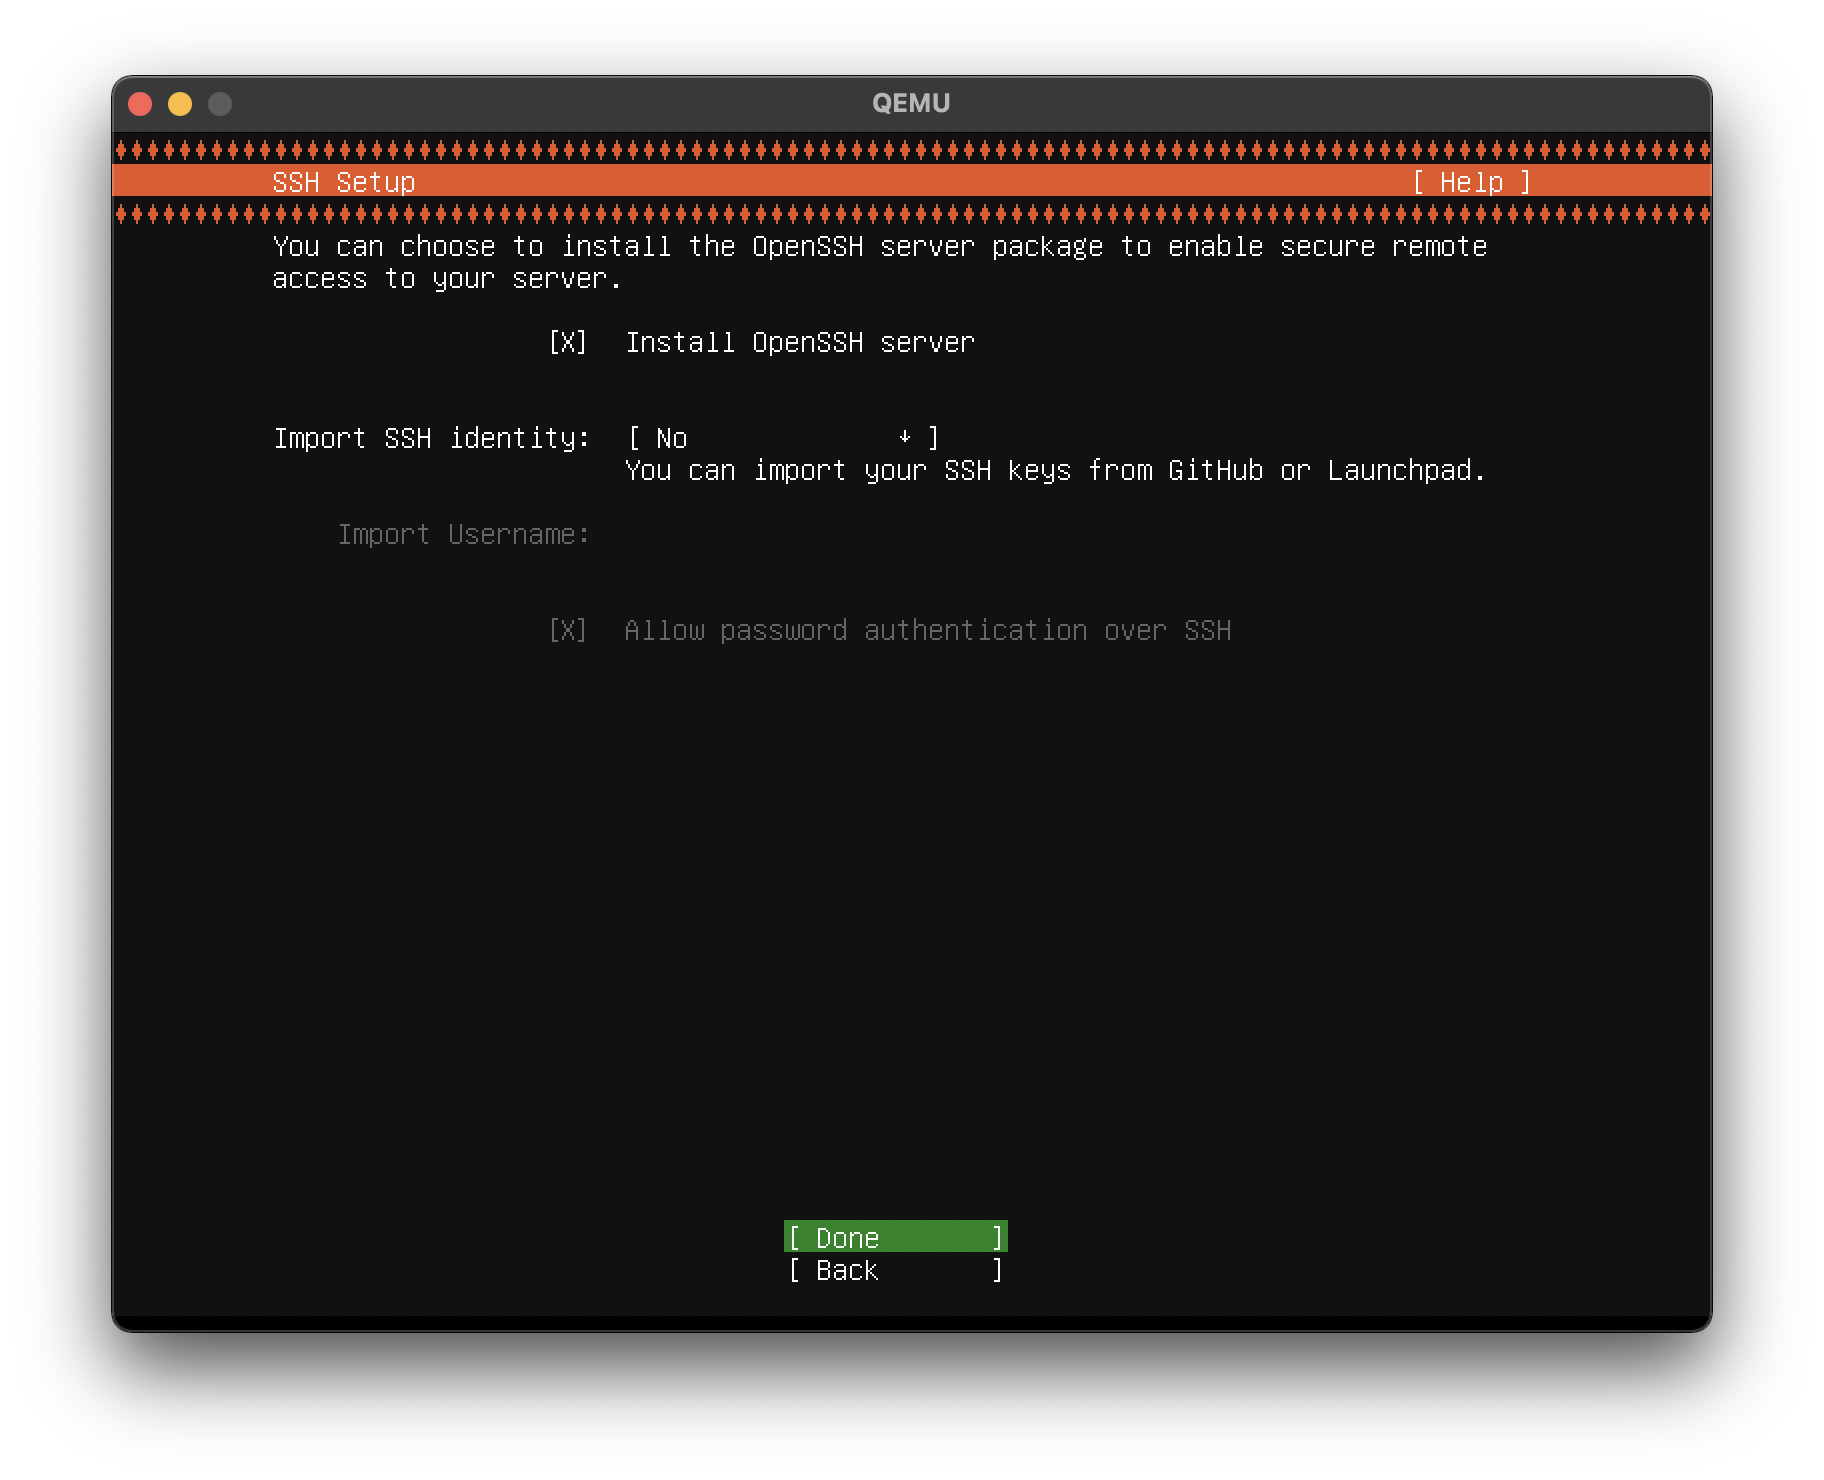 QEMU
SSH Setup [ Help ]
You can choose to install the OpenSSH server package to enable secure remote
access to your server.
[X] Install OpenSSH server
Import SSH identity: [ No ↓ ]
You can import your SSH keys from GitHub or Launchpad.
Import Username:
[X] Allow password authentication over SSH
[ Done ]
[ Back ]